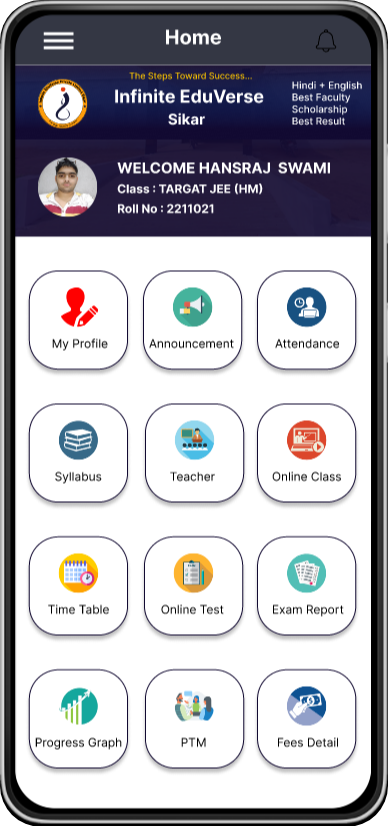 Home
The Steps Toward Success...
Infinite EduVerse
Sikar
Hindi + English
Best Faculty
Scholarship
Best Result
WELCOME HANSRAJ SWAMI
Class : TARGAT JEE (HM)
Roll No : 2211021
My Profile
Announcement
Attendance
Syllabus
Teacher
Online Class
Time Table
Online Test
Exam Report
Progress Graph
PTM
Fees Detail